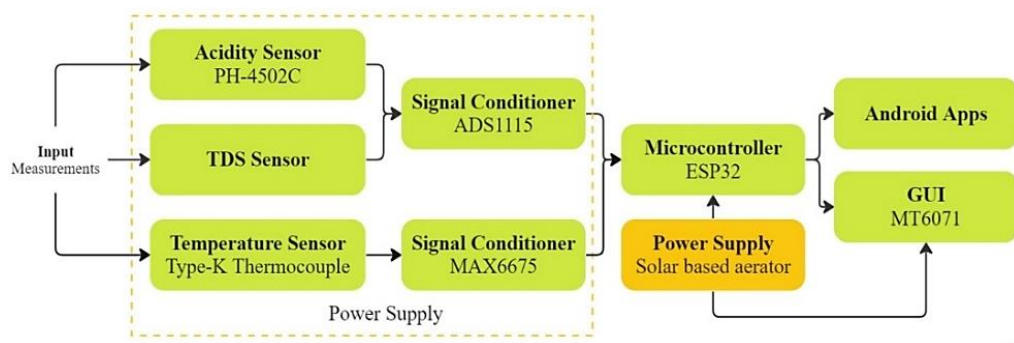 Input
Measurements
Acidity Sensor
PH-4502C
TDS Sensor
Temperature Sensor
Type-K Thermocouple
Signal Conditioner
ADS1115
Signal Conditioner
MAX6675
Power Supply
Microcontroller
ESP32
Power Supply
Solar based aerator
Android Apps
GUI
MT6071